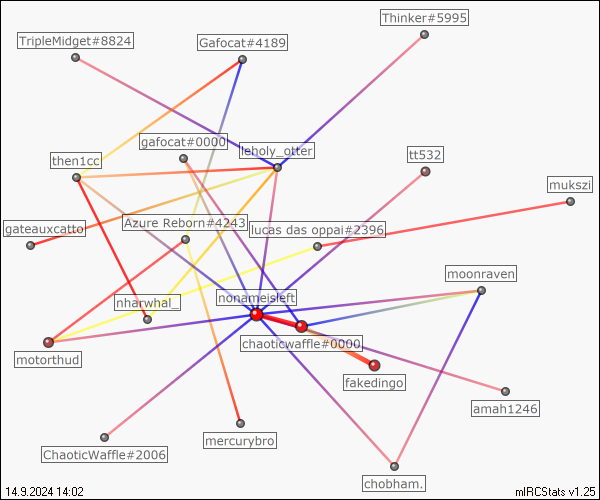 Thinker#5995
TripleMidget#8824
Gafocat#4189
gafocat#0000
leholy_otter
then1cc
tt532
mukszi
gateauxcatto
Azure Reborn#4243
lucas das oppai#2396
moonraven
nonameisleft
nharwhal_
chaoticwaffle#0000
motorthud
fakedingo
amah1246
mercurybro
ChaoticWaffle#2006
chobham.
14.9.2024 14:02
mIRCStats v1.25